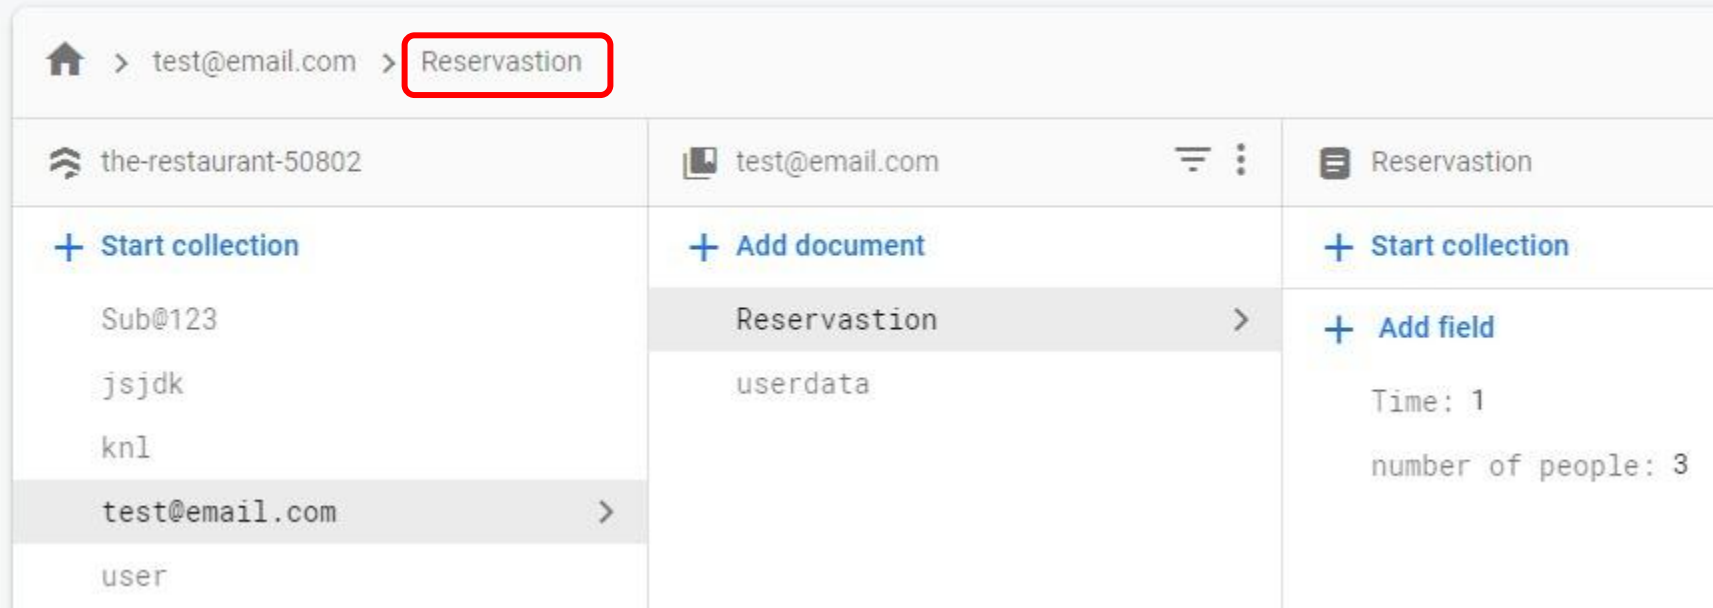 test@email.com > Reservastion
the-restaurant-50802
Start collection
Sub@123
jsjdk
knl
test@email.com
user
test@email.com
Add document
Reservastion
userdata
Reservastion
Start collection
Add field
Time: 1
number of people: 3